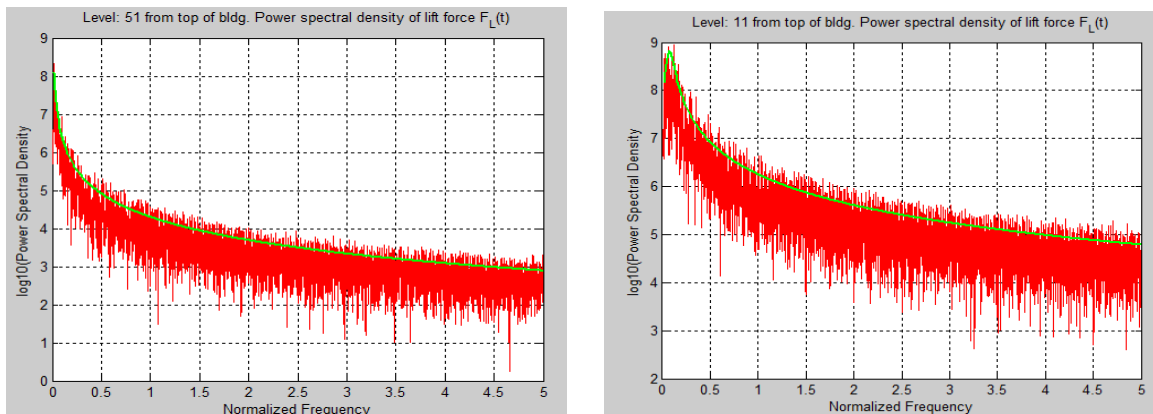 Level: 51 from top of bldg. Power spectral density of lift force F_L(t)
log10(Power Spectral Density)
9
8
7
6
5
4
3
2
1
0
0 0.5 1 1.5 2 2.5 3 3.5 4 4.5 5
Normalized Frequency
Level: 11 from top of bldg. Power spectral density of lift force F_L(t)
log10(Power Spectral Density)
9
8
7
6
5
4
3
2
0 0.5 1 1.5 2 2.5 3 3.5 4 4.5 5
Normalized Frequency